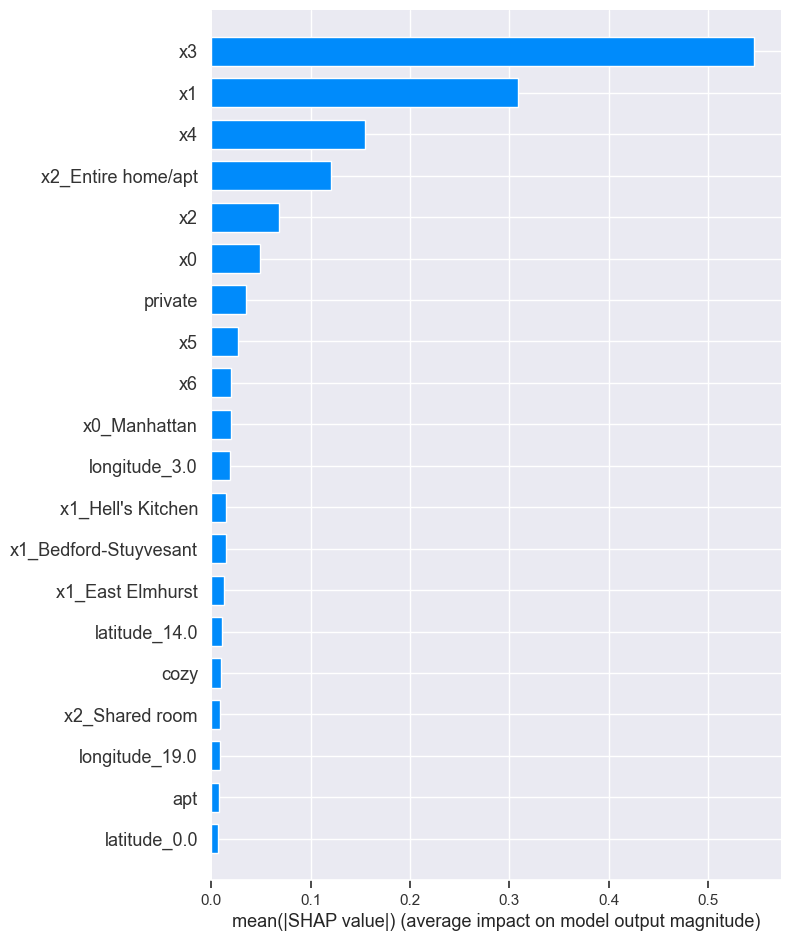 x3
x1
x4
x2_Entire home/apt
x2
x0
private
x5
x6
x0_Manhattan
longitude_3.0
x1_Hell's Kitchen
x1_Bedford-Stuyvesant
x1_East Elmhurst
latitude_14.0
cozy
x2_Shared room
longitude_19.0
apt
latitude_0.0
0.0 0.1 0.2 0.3 0.4 0.5
mean(|SHAP value|) (average impact on model output magnitude)